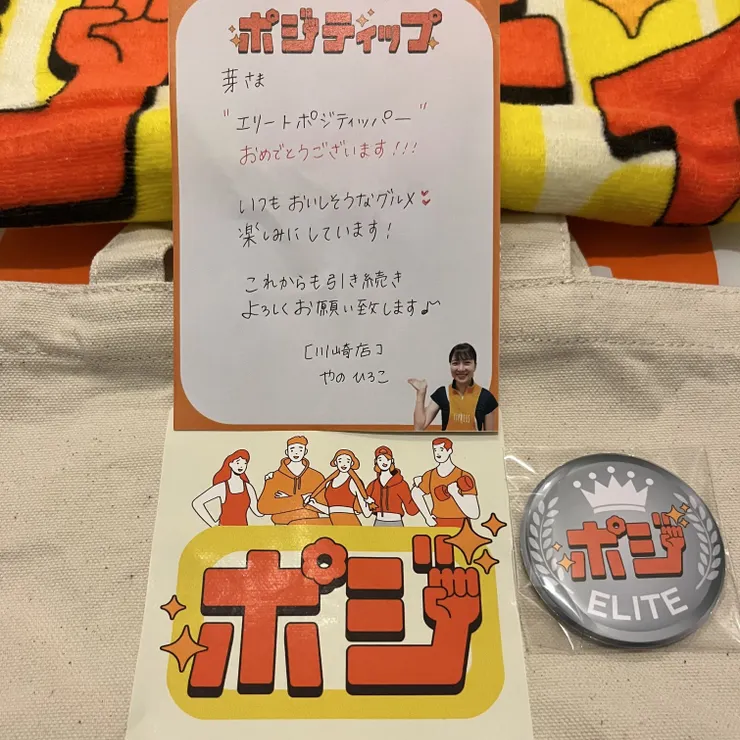 ポジティップ
芽さま
"エリートポジティッパー"
おめでとうございます!!!
いつもおいしそうなグルメ
楽しみにしています!
これからも引き続き
よろしくお願い致します♪
[川崎店]
やの ひろこ
ポジ
ポジ
ELITE